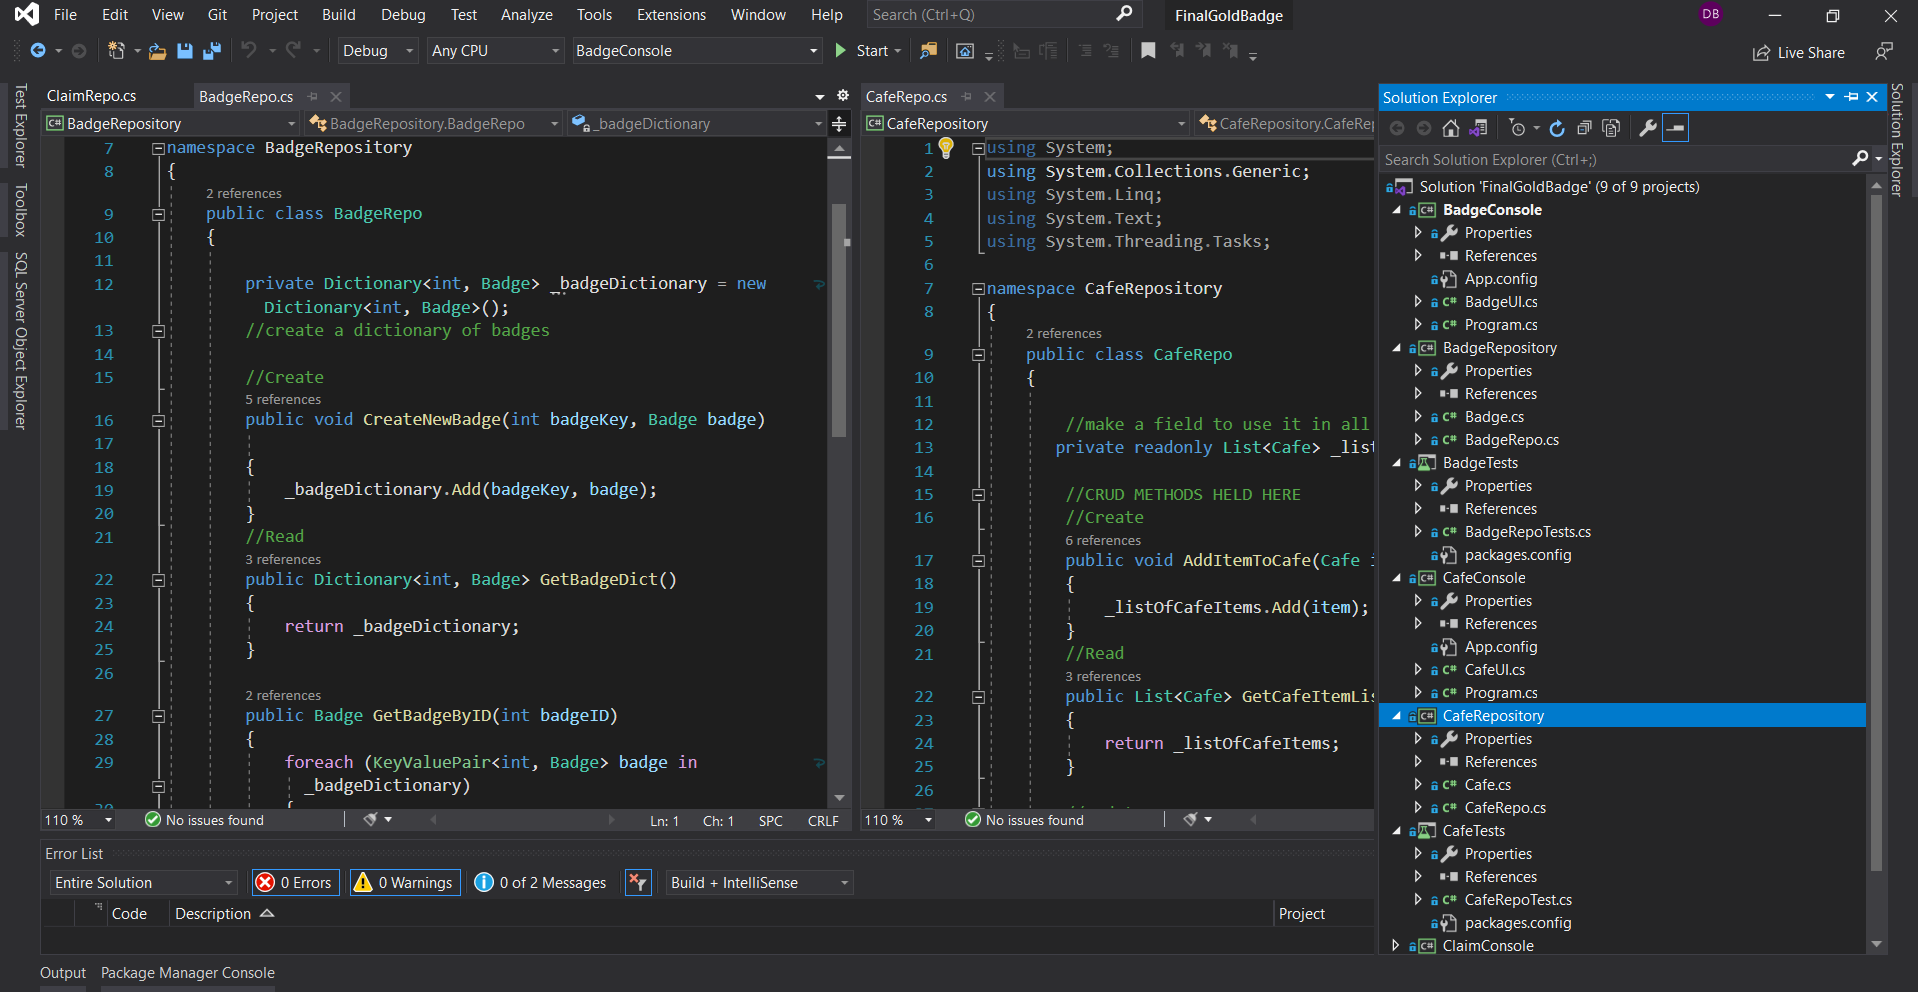 File Edit View Git Project Build Debug Test Analyze Tools Extensions Window Help Search (Ctrl+Q) FinalGoldBadge DB
Debug Any CPU BadgeConsole Start Live Share
Test Explorer
Toolbox
SQL Server Object Explorer
ClaimRepo.cs BadgeRepo.cs
C# BadgeRepository BadgeRepository.BadgeRepo _badgeDictionary
7 namespace BadgeRepository
8 {
2 references
9 public class BadgeRepo
10 {
11
12 private Dictionary<int, Badge> _badgeDictionary = new
Dictionary<int, Badge>();
13 //create a dictionary of badges
14
15 //Create
5 references
16 public void CreateNewBadge(int badgeKey, Badge badge)
17
18 {
19 _badgeDictionary.Add(badgeKey, badge);
20 }
21 //Read
3 references
22 public Dictionary<int, Badge> GetBadgeDict()
23 {
24 return _badgeDictionary;
25 }
26
2 references
27 public Badge GetBadgeByID(int badgeID)
28 {
29 foreach (KeyValuePair<int, Badge> badge in
_badgeDictionary)
110 % No issues found Ln: 1 Ch: 1 SPC CRLF
CafeRepo.cs
C# CafeRepository CafeRepository.CafeRep
1 using System;
2 using System.Collections.Generic;
3 using System.Linq;
4 using System.Text;
5 using System.Threading.Tasks;
6
7 namespace CafeRepository
8 {
2 references
9 public class CafeRepo
10 {
11
12 //make a field to use it in all
13 private readonly List<Cafe> _list
14
15 //CRUD METHODS HELD HERE
16 //Create
6 references
17 public void AddItemToCafe(Cafe i
18 {
19 _listOfCafeItems.Add(item);
20 }
21 //Read
3 references
22 public List<Cafe> GetCafeItemLis
23 {
24 return _listOfCafeItems;
25 }
26
110 % No issues found
Error List
Entire Solution 0 Errors 0 Warnings 0 of 2 Messages Build + IntelliSense
Code Description Project
Output Package Manager Console
Solution Explorer
Search Solution Explorer (Ctrl+;)
Solution 'FinalGoldBadge' (9 of 9 projects)
C# BadgeConsole
Properties
References
App.config
C# BadgeUI.cs
C# Program.cs
C# BadgeRepository
Properties
References
C# Badge.cs
C# BadgeRepo.cs
BadgeTests
Properties
References
C# BadgeRepoTests.cs
packages.config
C# CafeConsole
Properties
References
App.config
C# CafeUI.cs
C# Program.cs
C# CafeRepository
Properties
References
C# Cafe.cs
C# CafeRepo.cs
CafeTests
Properties
References
C# CafeRepoTest.cs
packages.config
C# ClaimConsole
Solution Explorer